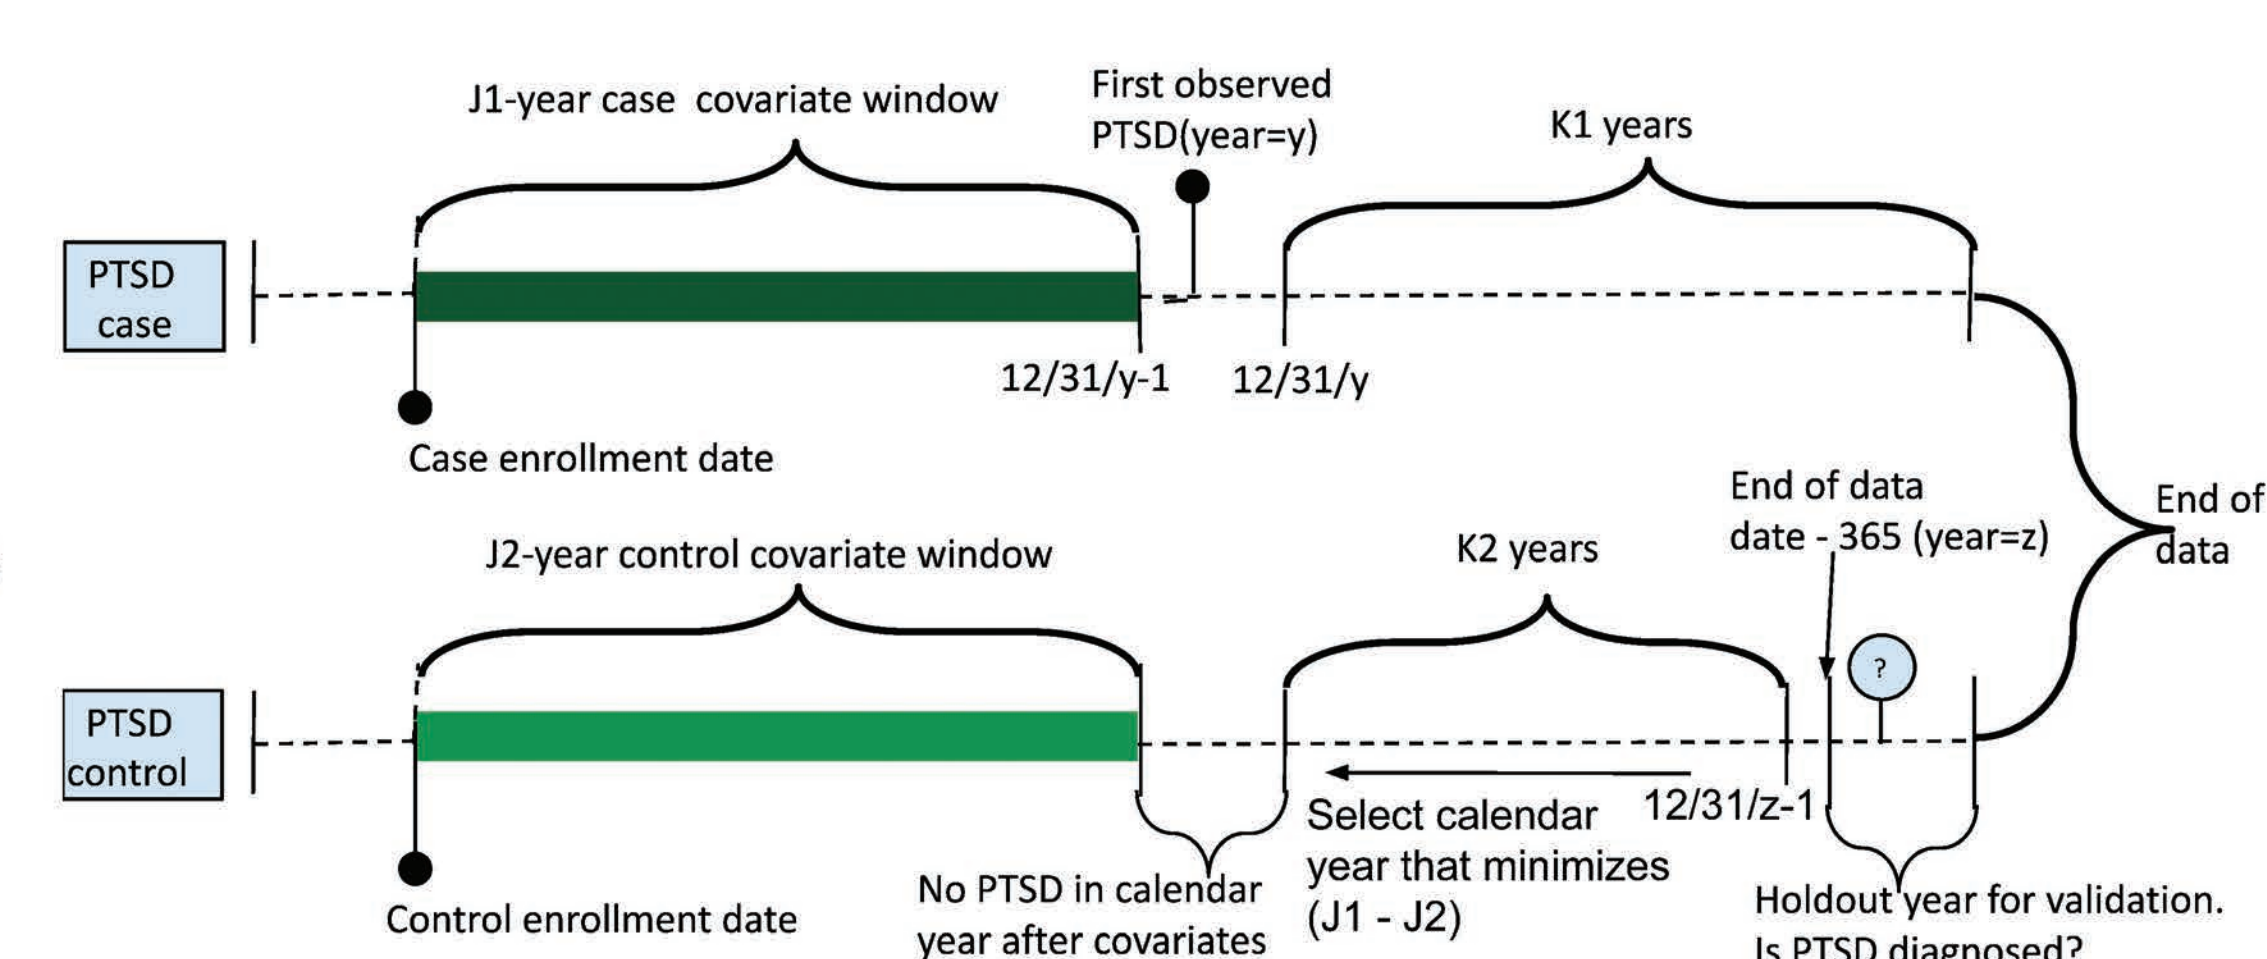 J1-year case covariate window
First observed
PTSD(year=y)
K1 years
PTSD
case
12/31/y-1
12/31/y
Case enrollment date
End of data
date - 365 (year=z)
End of
data
J2-year control covariate window
K2 years
?
PTSD
control
12/31/z-1
Select calendar
year that minimizes
(J1 - J2)
No PTSD in calendar
year after covariates
Control enrollment date
Holdout year for validation.
Is PTSD diagnosed?